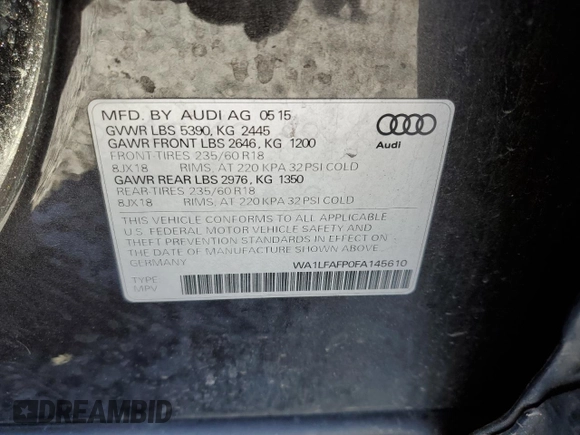 MFD. BY AUDI AG 05 15
GVWR LBS 5390, KG 2445
GAWR FRONT LBS 2646, KG 1200
FRONT-TIRES 235/60 R18
8JX18 RIMS, AT 220 KPA 32 PSI COLD
GAWR REAR LBS 2976, KG 1350
REAR-TIRES 235/60 R18
8JX18 RIMS, AT 220 KPA 32 PSI COLD
THIS VEHICLE CONFORMS TO ALL APPLICABLE
U.S. FEDERAL MOTOR VEHICLE SAFETY AND
THEFT PREVENTION STANDARDS IN EFFECT ON THE
DATE OF MANUFACTURE SHOWN ABOVE.
GERMANY WA1LFAFP0FA145610
TYPE
MPV
Audi
DREAMBID